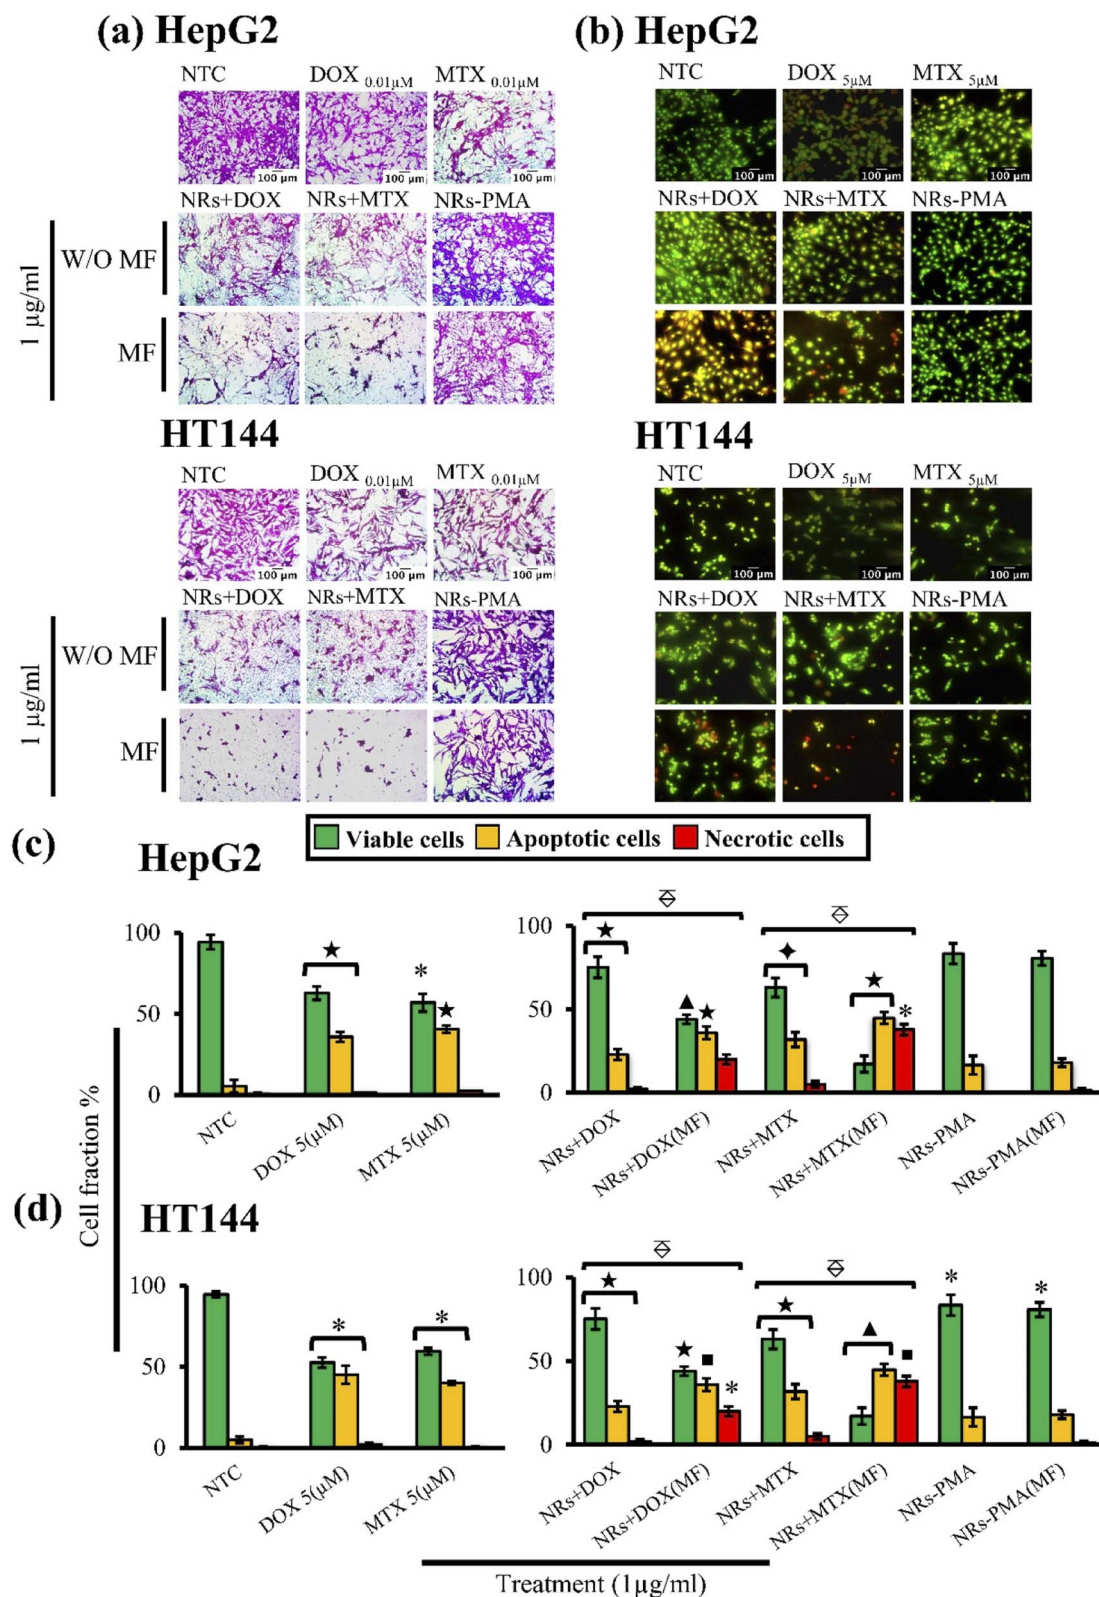 (a) HepG2
NTC DOX 0.01µM MTX 0.01µM
100 µm 100 µm 100 µm
NRs+DOX NRs+MTX NRs-PMA
1 µg/ml
W/O MF
MF
HT144
NTC DOX 0.01µM MTX 0.01µM
100 µm 100 µm 100 µm
NRs+DOX NRs+MTX NRs-PMA
1 µg/ml
W/O MF
MF
(b) HepG2
NTC DOX 5µM MTX 5µM
100 µm 100 µm 100 µm
NRs+DOX NRs+MTX NRs-PMA
HT144
NTC DOX 5µM MTX 5µM
100 µm 100 µm 100 µm
NRs+DOX NRs+MTX NRs-PMA
Viable cells Apoptotic cells Necrotic cells
(c) HepG2
Cell fraction %
100
50
0
NTC DOX 5(µM) MTX 5(µM)
★ * ★
100
50
0
NRs+DOX NRs+DOX(MF) NRs+MTX NRs+MTX(MF) NRs-PMA NRs-PMA(MF)
★ ▲ ★ ✦ ★ *
(d) HT144
100
50
0
NTC DOX 5(µM) MTX 5(µM)
* *
100
50
0
NRs+DOX NRs+DOX(MF) NRs+MTX NRs+MTX(MF) NRs-PMA NRs-PMA(MF)
★ ★ ■ * ★ ▲ ■ * *
Treatment (1µg/ml)